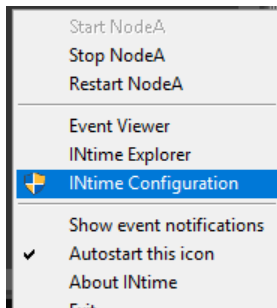 Start NodeA
Stop NodeA
Restart NodeA
Event Viewer
INtime Explorer
INtime Configuration
Show event notifications
Autostart this icon
About INtime